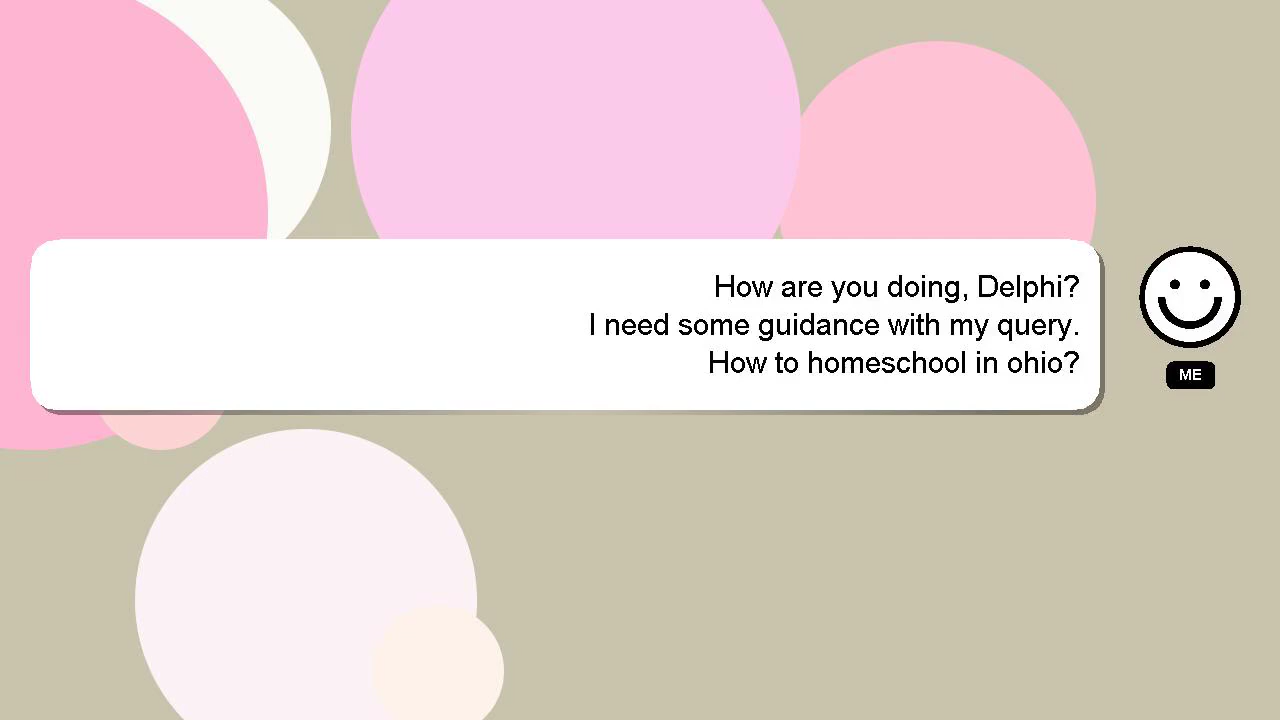 How are you doing, Delphi?
I need some guidance with my query.
How to homeschool in ohio?
ME